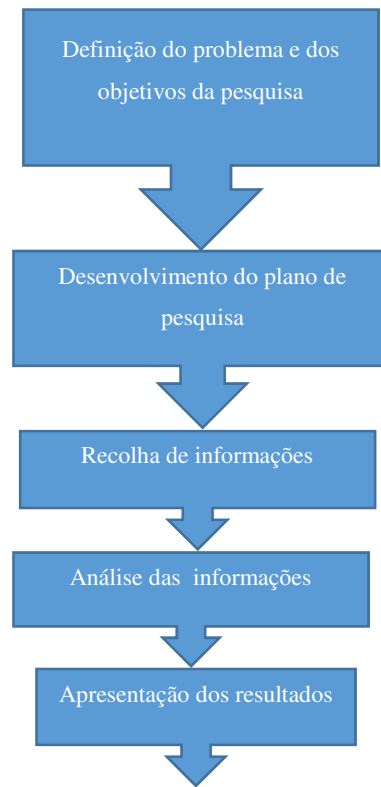 Definição do problema e dos
objetivos da pesquisa
Desenvolvimento do plano de
pesquisa
Recolha de informações
Análise das informações
Apresentação dos resultados